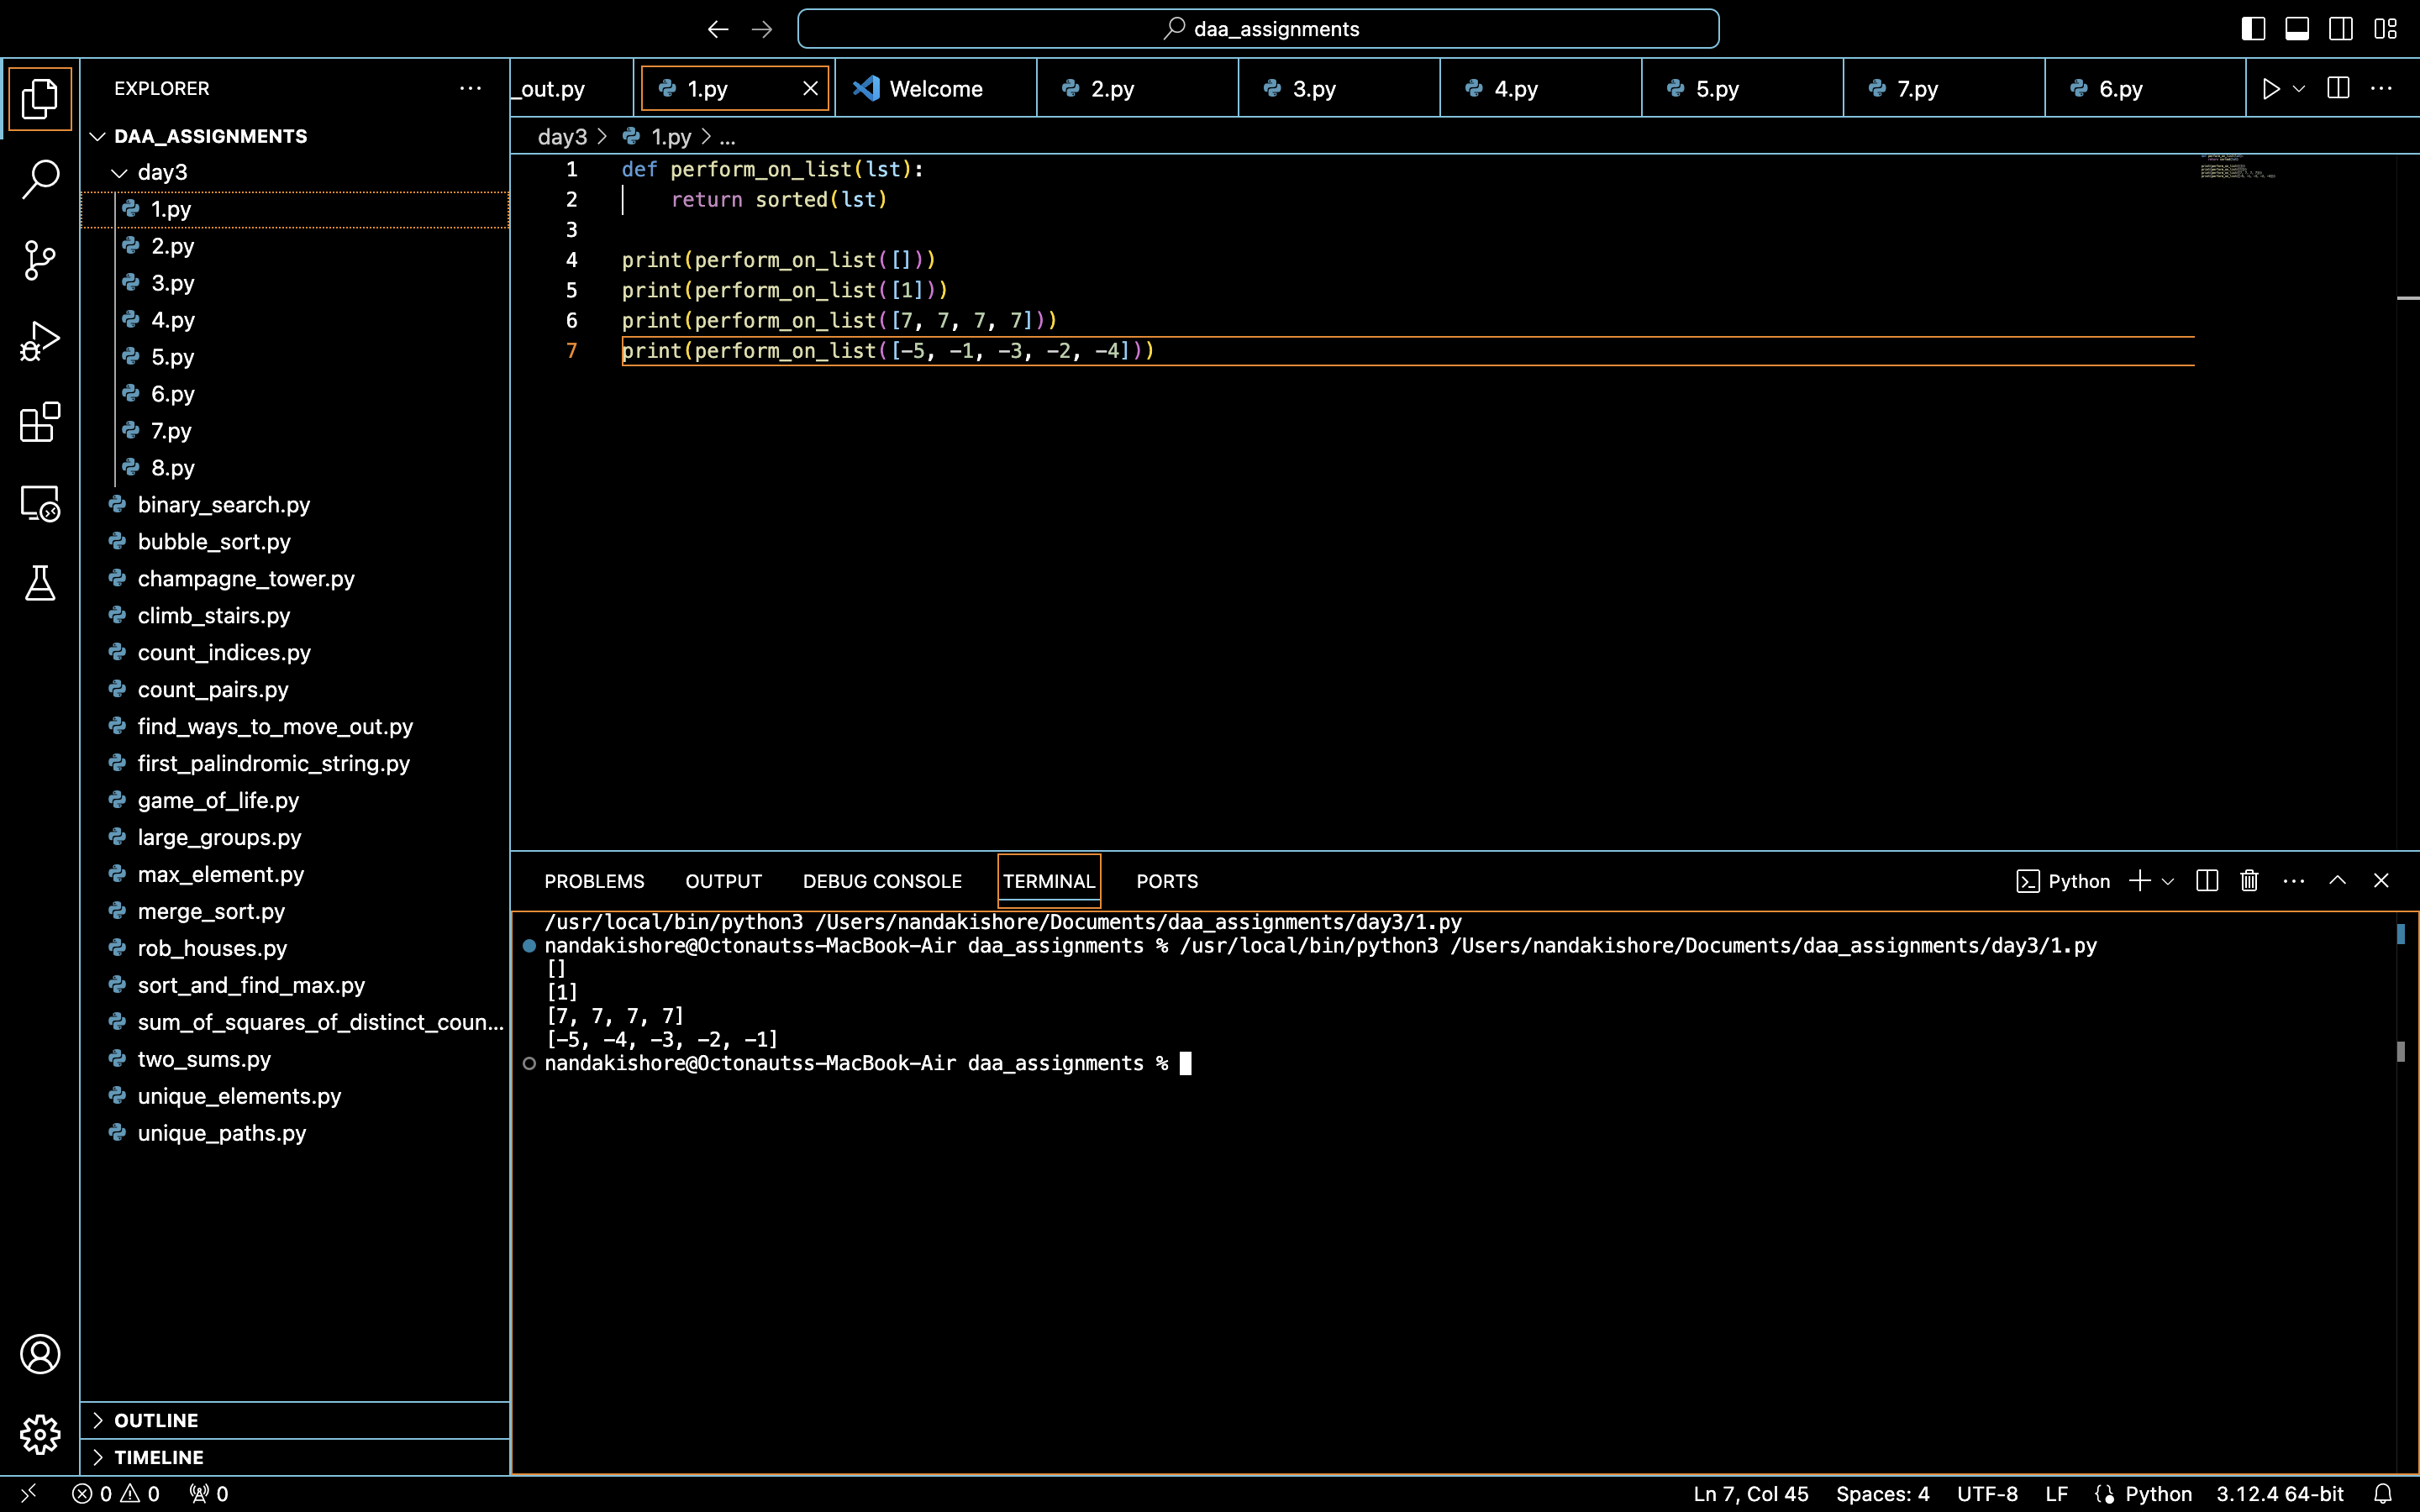 daa_assignments
EXPLORER
DAA_ASSIGNMENTS
day3
1.py
2.py
3.py
4.py
5.py
6.py
7.py
8.py
binary_search.py
bubble_sort.py
champagne_tower.py
climb_stairs.py
count_indices.py
count_pairs.py
find_ways_to_move_out.py
first_palindromic_string.py
game_of_life.py
large_groups.py
max_element.py
merge_sort.py
rob_houses.py
sort_and_find_max.py
sum_of_squares_of_distinct_coun...
two_sums.py
unique_elements.py
unique_paths.py
OUTLINE
TIMELINE
_out.py 1.py Welcome 2.py 3.py 4.py 5.py 7.py 6.py
day3 > 1.py > ...
1 def perform_on_list(lst):
2 return sorted(lst)
3
4 print(perform_on_list([]))
5 print(perform_on_list([1]))
6 print(perform_on_list([7, 7, 7, 7]))
7 print(perform_on_list([-5, -1, -3, -2, -4]))
PROBLEMS OUTPUT DEBUG CONSOLE TERMINAL PORTS Python
/usr/local/bin/python3 /Users/nandakishore/Documents/daa_assignments/day3/1.py
nandakishore@Octonautss-MacBook-Air daa_assignments % /usr/local/bin/python3 /Users/nandakishore/Documents/daa_assignments/day3/1.py
[]
[1]
[7, 7, 7, 7]
[-5, -4, -3, -2, -1]
nandakishore@Octonautss-MacBook-Air daa_assignments %
0 0 0 Ln 7, Col 45 Spaces: 4 UTF-8 LF Python 3.12.4 64-bit